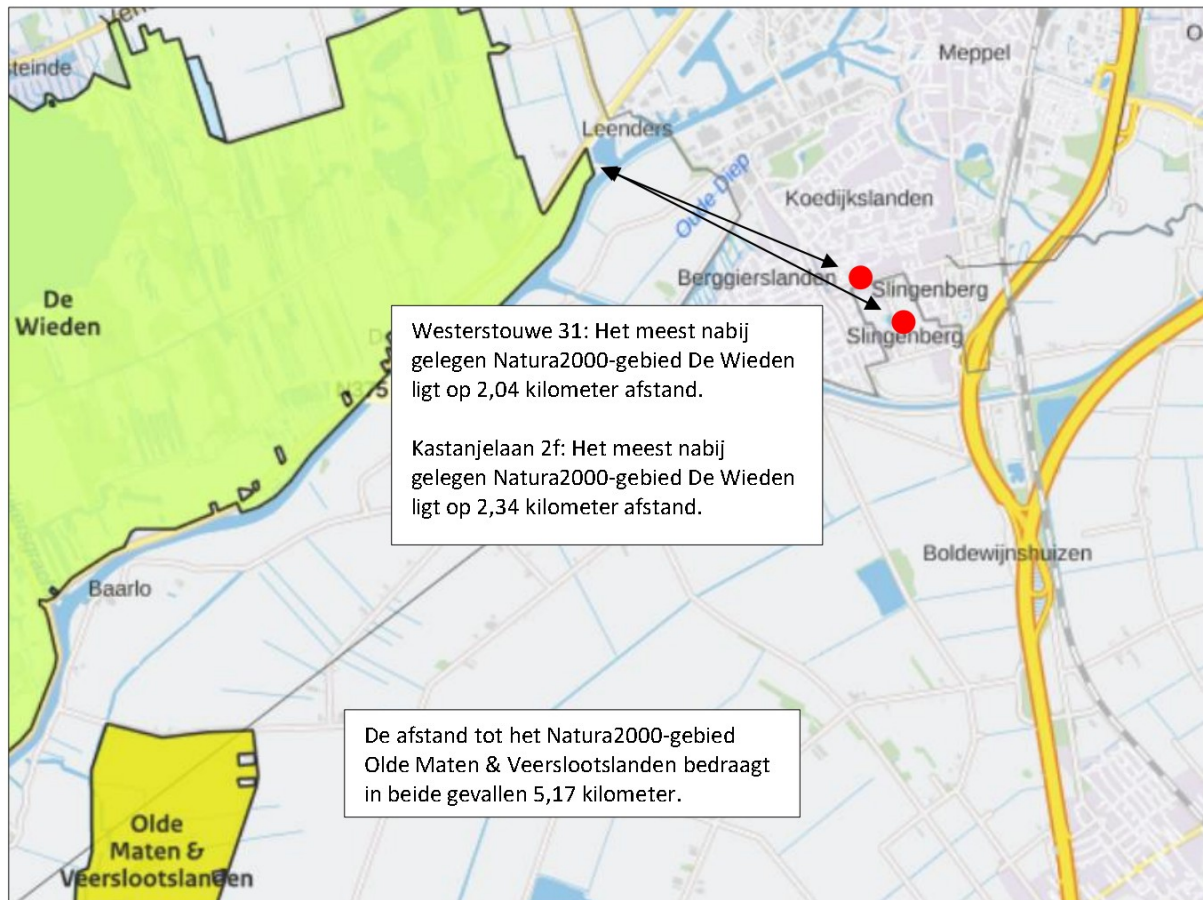 Meppel
steinde
Leenders
Oude Diep
Koedijkslanden
Berggierslanden
Slingenberg
Slingenberg
De
Wieden
N375
Westerstouwe 31: Het meest nabij
gelegen Natura2000-gebied De Wieden
ligt op 2,04 kilometer afstand.
Kastanjelaan 2f: Het meest nabij
gelegen Natura2000-gebied De Wieden
ligt op 2,34 kilometer afstand.
Boldewijnshuizen
Baarlo
De afstand tot het Natura2000-gebied
Olde Maten & Veerslootslanden bedraagt
in beide gevallen 5,17 kilometer.
Olde
Maten &
Veerslootslanden